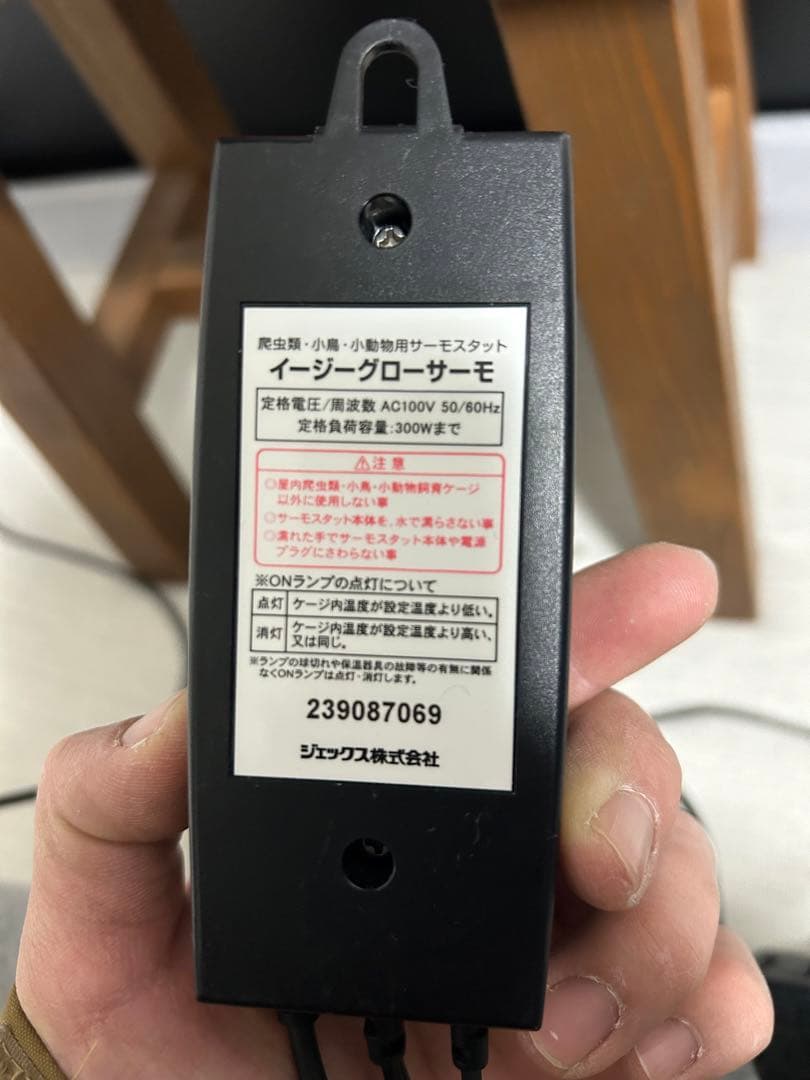 爬虫類・小鳥・小動物用サーモスタット
イージーグローサーモ
定格電圧/周波数 AC100V 50/60Hz
定格負荷容量:300Wまで
⚠注意
◎屋内爬虫類・小鳥・小動物飼育ケージ
以外に使用しない事
◎サーモスタット本体を、水で濡らさない事
◎濡れた手でサーモスタット本体や電源
プラグにさわらない事
※ONランプの点灯について
点灯 ケージ内温度が設定温度より低い。
消灯 ケージ内温度が設定温度より高い、
又は同じ。
※ランプの球切れや保温器具の故障等の有無に関係
なくONランプは点灯・消灯します。
239087069
ジェックス株式会社